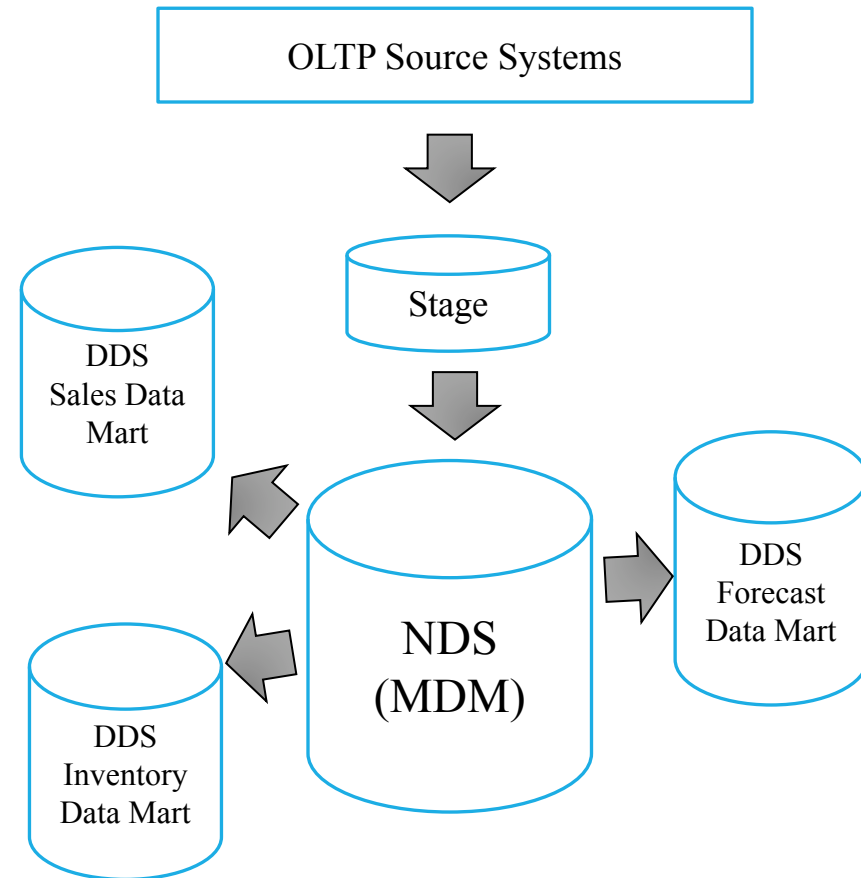 OLTP Source Systems
Stage
DDS
Sales Data
Mart
NDS
(MDM)
DDS
Forecast
Data Mart
DDS
Inventory
Data Mart